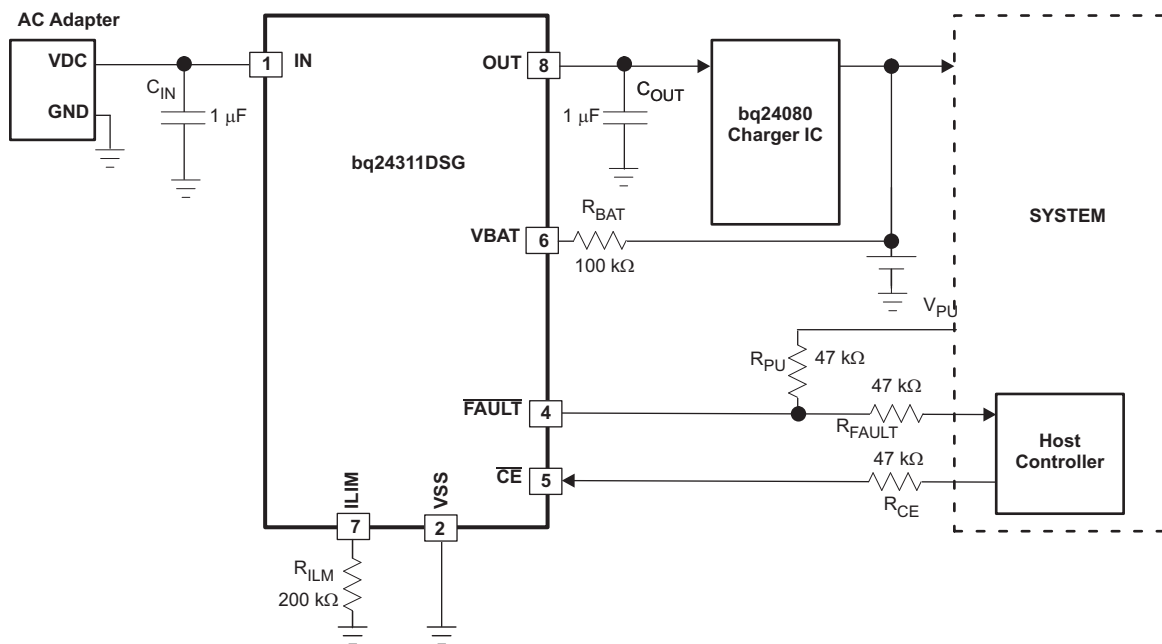 AC Adapter
VDC
GND
C_IN
1 μF
1
IN
bq24311DSG
OUT
8
C_OUT
1 μF
bq24080
Charger IC
SYSTEM
VBAT
6
R_BAT
100 kΩ
V_PU
R_PU
47 kΩ
FAULT
4
47 kΩ
R_FAULT
Host
Controller
CE
5
47 kΩ
R_CE
ILIM
7
VSS
2
R_ILM
200 kΩ